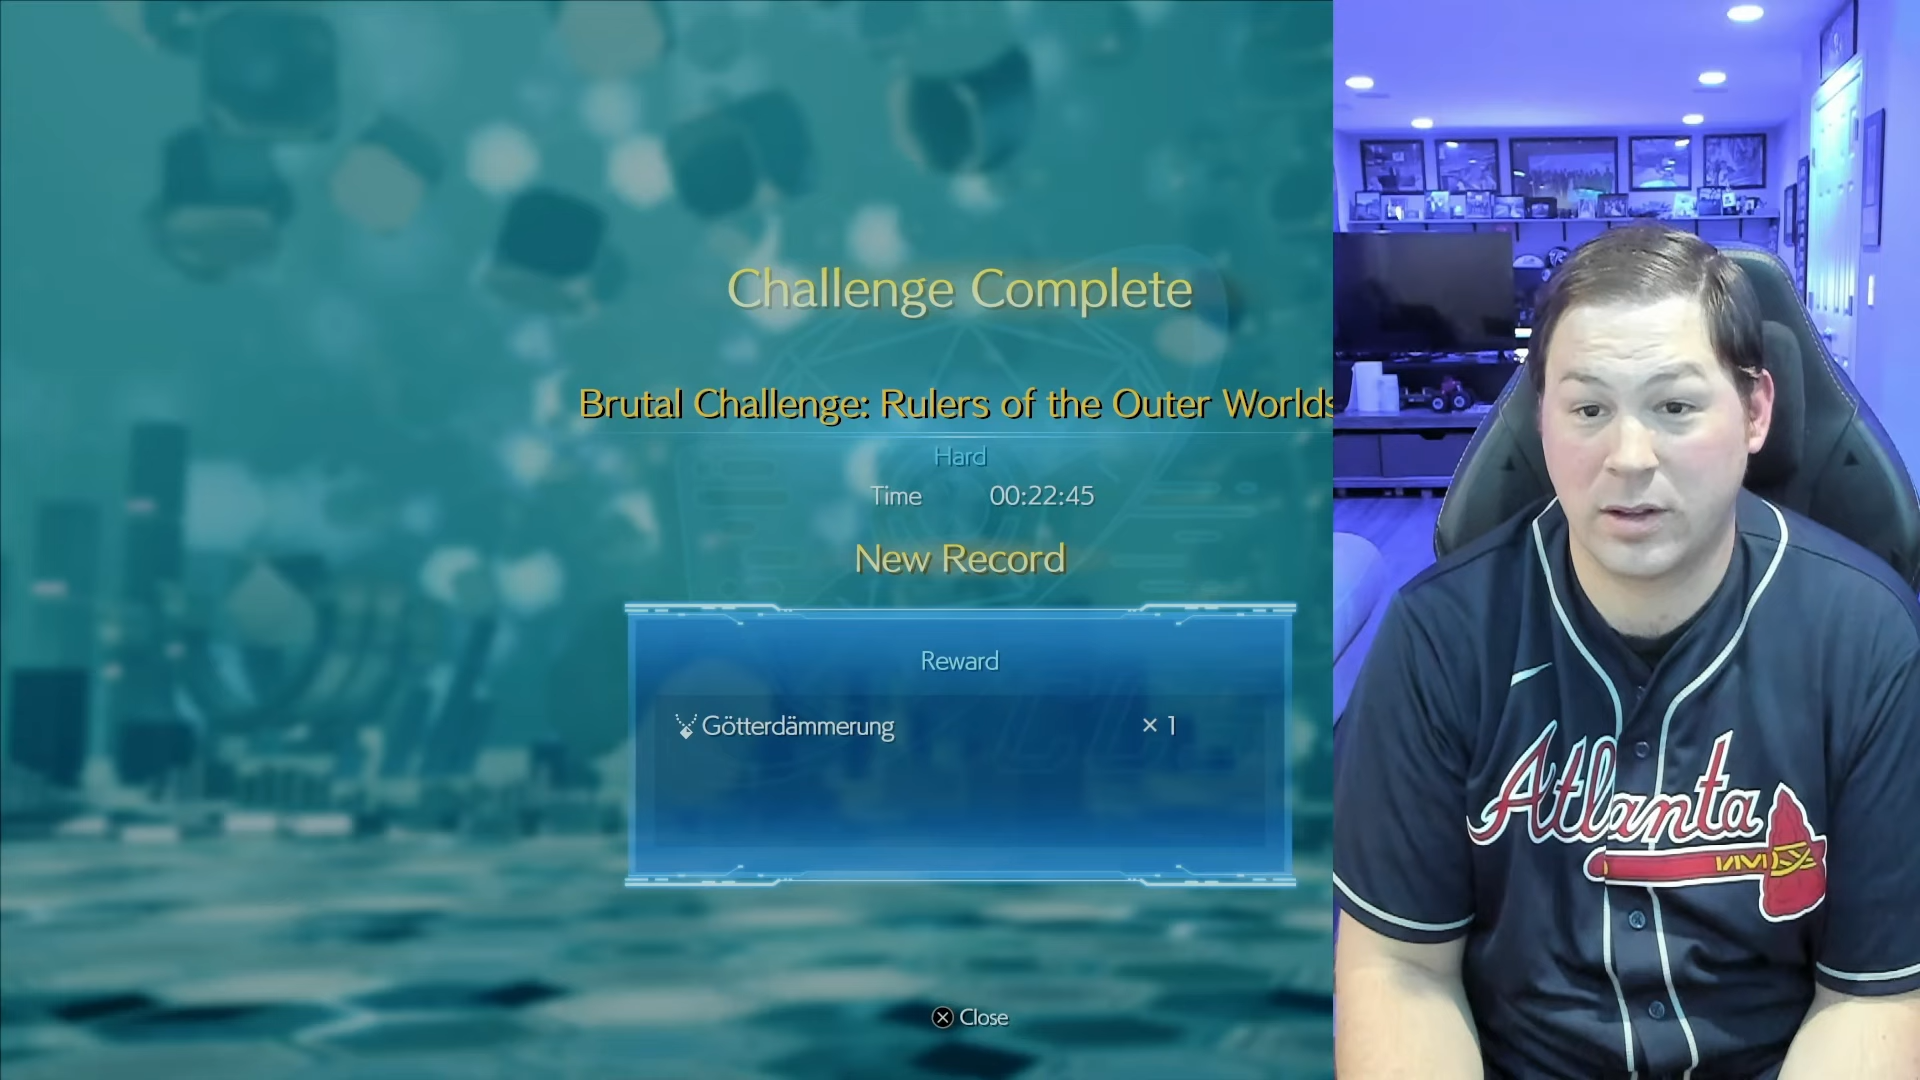 Challenge Complete
Brutal Challenge: Rulers of the Outer Worlds
Hard
Time 00:22:45
New Record
Reward
Götterdämmerung × 1
Close
Atlanta